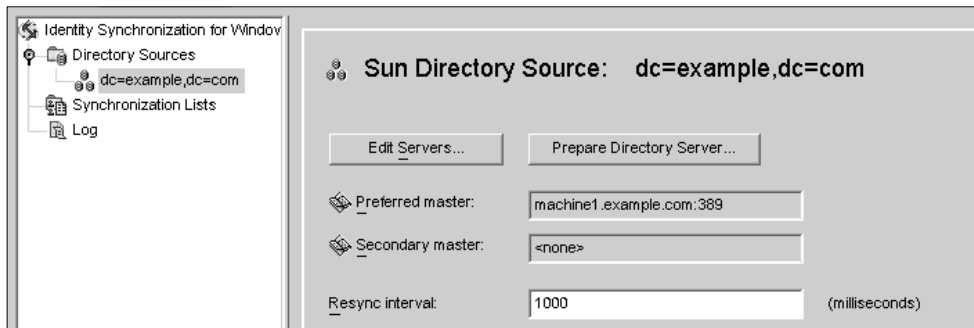 Identity Synchronization for Window
Directory Sources
dc=example,dc=com
Synchronization Lists
Log
Sun Directory Source: dc=example,dc=com
Edit Servers... Prepare Directory Server...
Preferred master: machine1.example.com:389
Secondary master: <none>
Resync interval: 1000 (milliseconds)